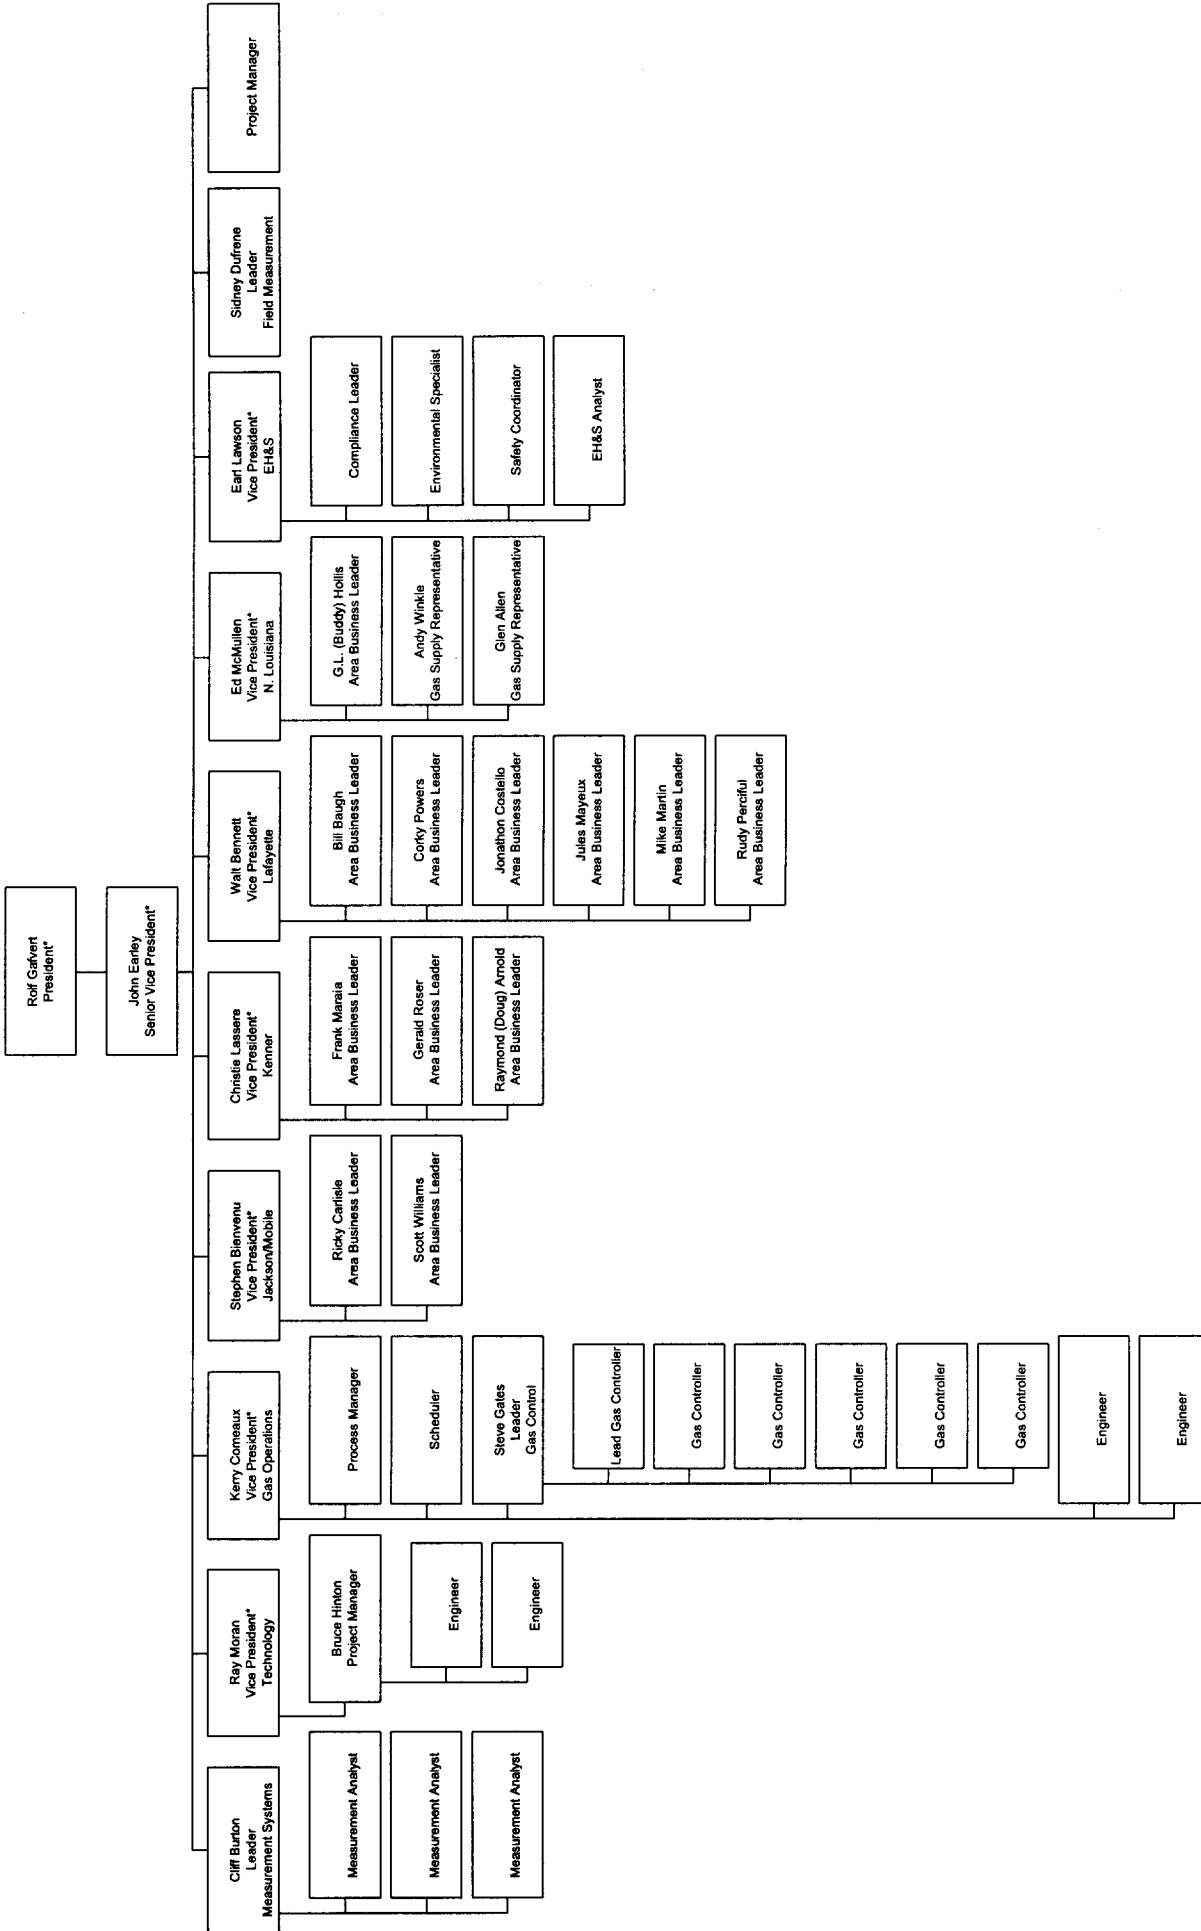 Rolf Gafvert
President*
John Earley
Senior Vice President*
Cliff Burton
Leader
Measurement Systems
Measurement Analyst
Measurement Analyst
Measurement Analyst
Ray Moran
Vice President*
Technology
Bruce Hinton
Project Manager
Engineer
Engineer
Kerry Comeaux
Vice President*
Gas Operations
Process Manager
Scheduler
Steve Gates
Leader
Gas Control
Lead Gas Controller
Gas Controller
Gas Controller
Gas Controller
Gas Controller
Gas Controller
Engineer
Engineer
Stephen Bienvenu
Vice President*
Jackson/Mobile
Ricky Carlisle
Area Business Leader
Scott Williams
Area Business Leader
Christie Lassere
Vice President*
Kenner
Frank Maraia
Area Business Leader
Gerald Roser
Area Business Leader
Raymond (Doug) Arnold
Area Business Leader
Walt Bennett
Vice President*
Lafayette
Bill Baugh
Area Business Leader
Corky Powers
Area Business Leader
Jonathon Costello
Area Business Leader
Jules Mayeux
Area Business Leader
Mike Martin
Area Business Leader
Rudy Perciful
Area Business Leader
Ed McMullen
Vice President*
N. Louisiana
G.L. (Buddy) Hollis
Area Business Leader
Andy Winkle
Gas Supply Representative
Glen Allen
Gas Supply Representative
Earl Lawson
Vice President*
EH&S
Compliance Leader
Environmental Specialist
Safety Coordinator
EH&S Analyst
Sidney Dufrene
Leader
Field Measurement
Project Manager